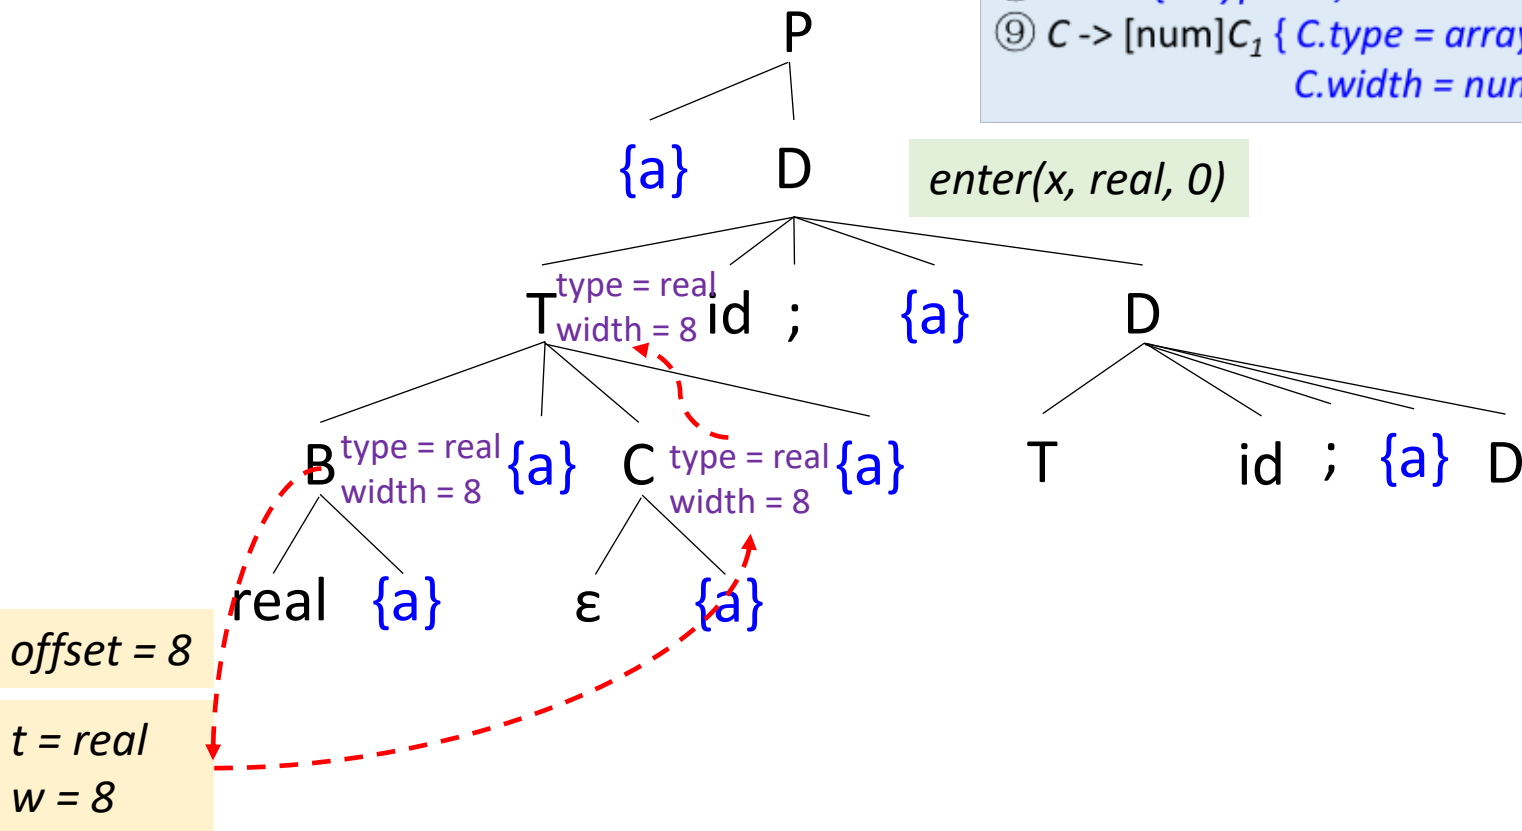 P
⑨ C -> [num]C₁ { C.type = array
C.width = num
{a} D
enter(x, real, 0)
type = real
T id ; {a} D
width = 8
type = real
B {a} C type = real {a} T id ; {a} D
width = 8
width = 8
real {a} ε {a}
offset = 8
t = real
w = 8